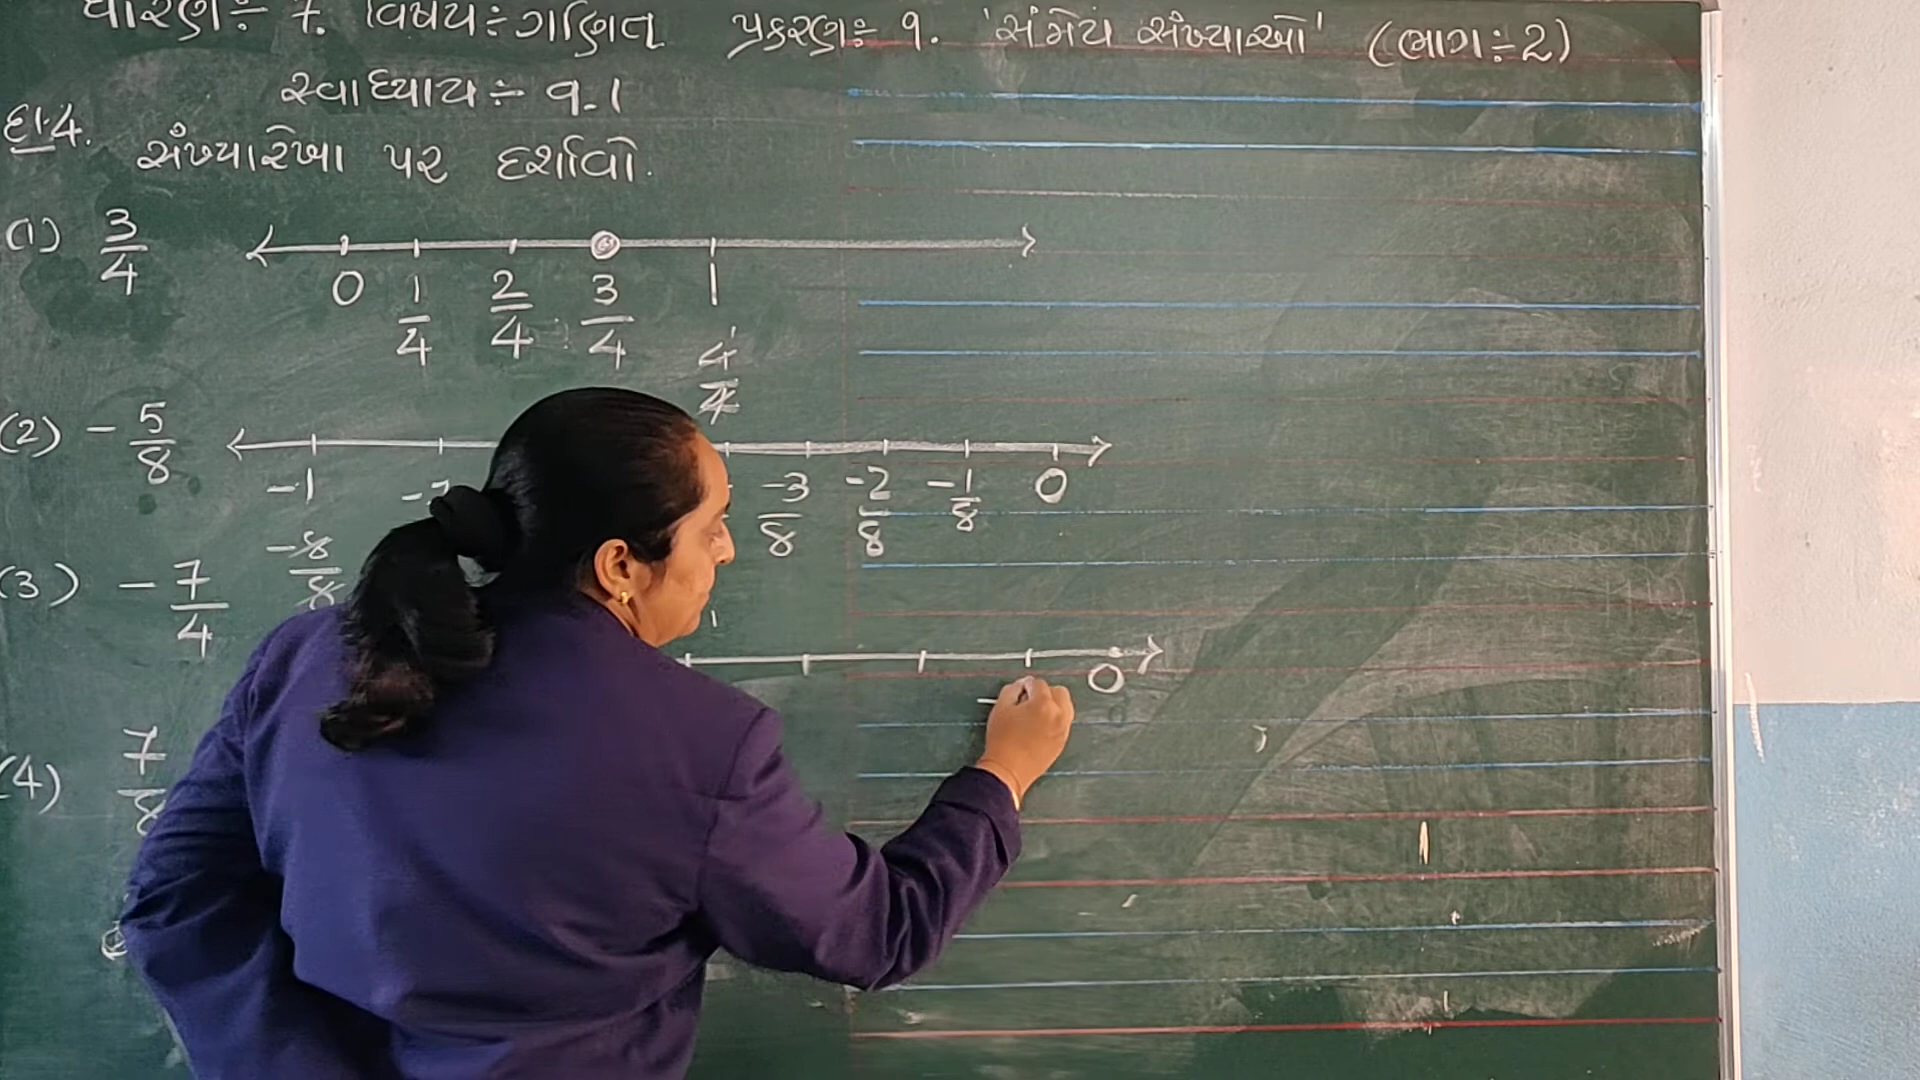 ધોરણ÷ 7. વિષય÷ગણિત પ્રકરણ÷ ૧. 'સંમેય સંખ્યાઓ' (ભાગ÷2)
સ્વાધ્યાય÷ ૧.1
દા.4.
સંખ્યારેખા પર દર્શાવો.
(1) 3/4
0 1/4 2/4 3/4 1
4/4
(2) -5/8
-1 -3/8 -2/8 -1/8 0
-8/8
(3) -7/4
0
(4) 7/8